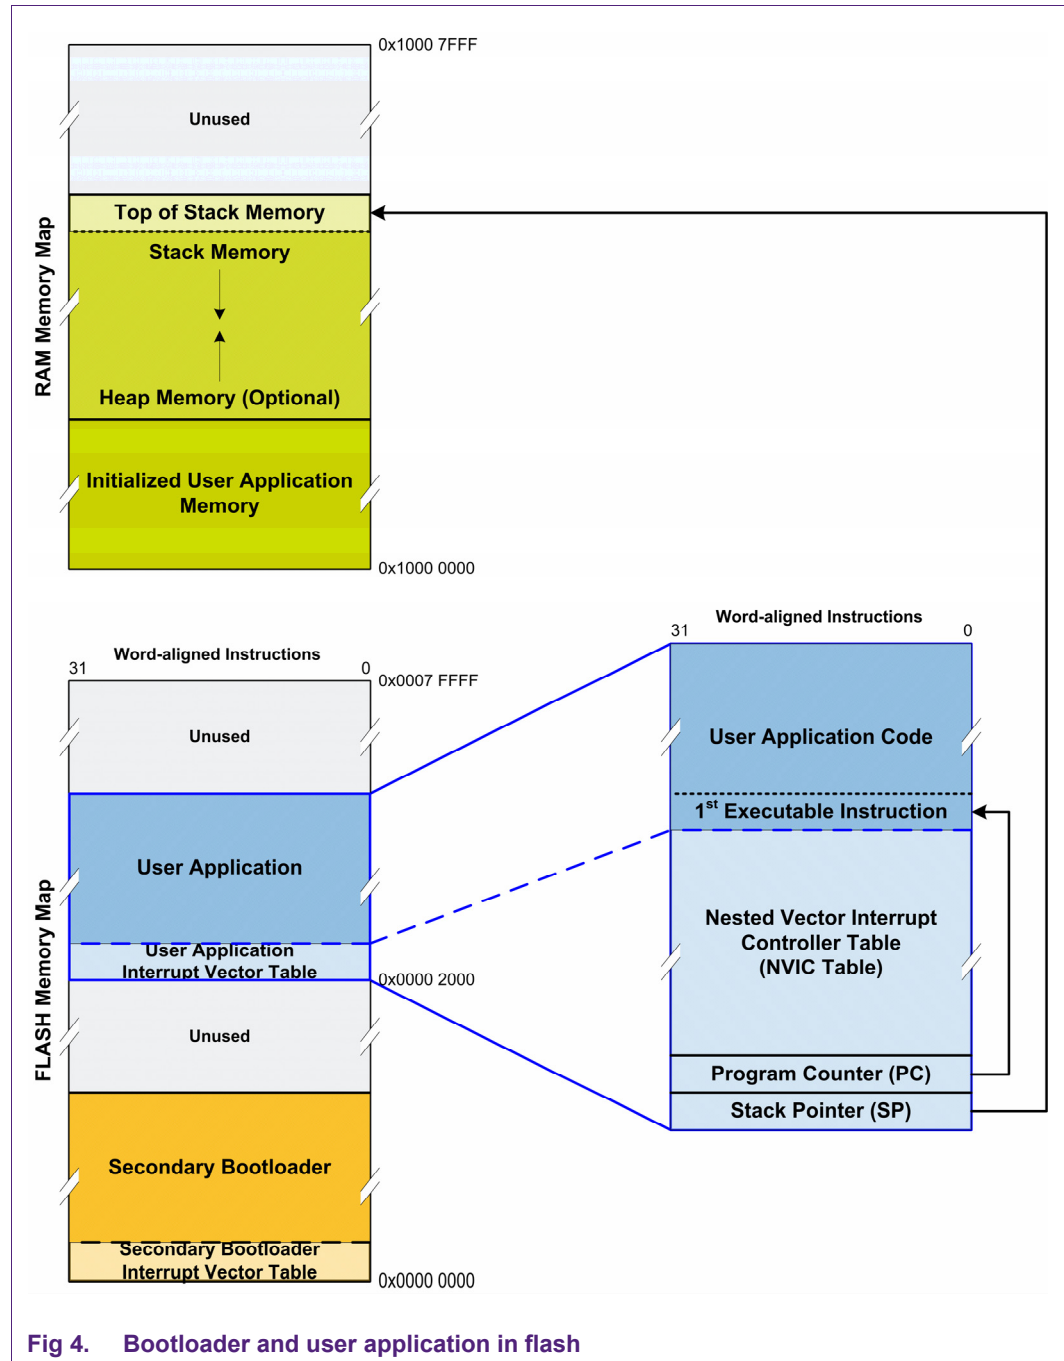 0x1000 7FFF
Unused
Top of Stack Memory
Stack Memory
Heap Memory (Optional)
Initialized User Application
Memory
0x1000 0000
RAM Memory Map
Word-aligned Instructions
31 0
0x0007 FFFF
Unused
User Application
User Application
Interrupt Vector Table
0x0000 2000
Unused
Secondary Bootloader
Secondary Bootloader
Interrupt Vector Table
0x0000 0000
FLASH Memory Map
Word-aligned Instructions
31 0
User Application Code
1st Executable Instruction
Nested Vector Interrupt
Controller Table
(NVIC Table)
Program Counter (PC)
Stack Pointer (SP)
Fig 4. Bootloader and user application in flash